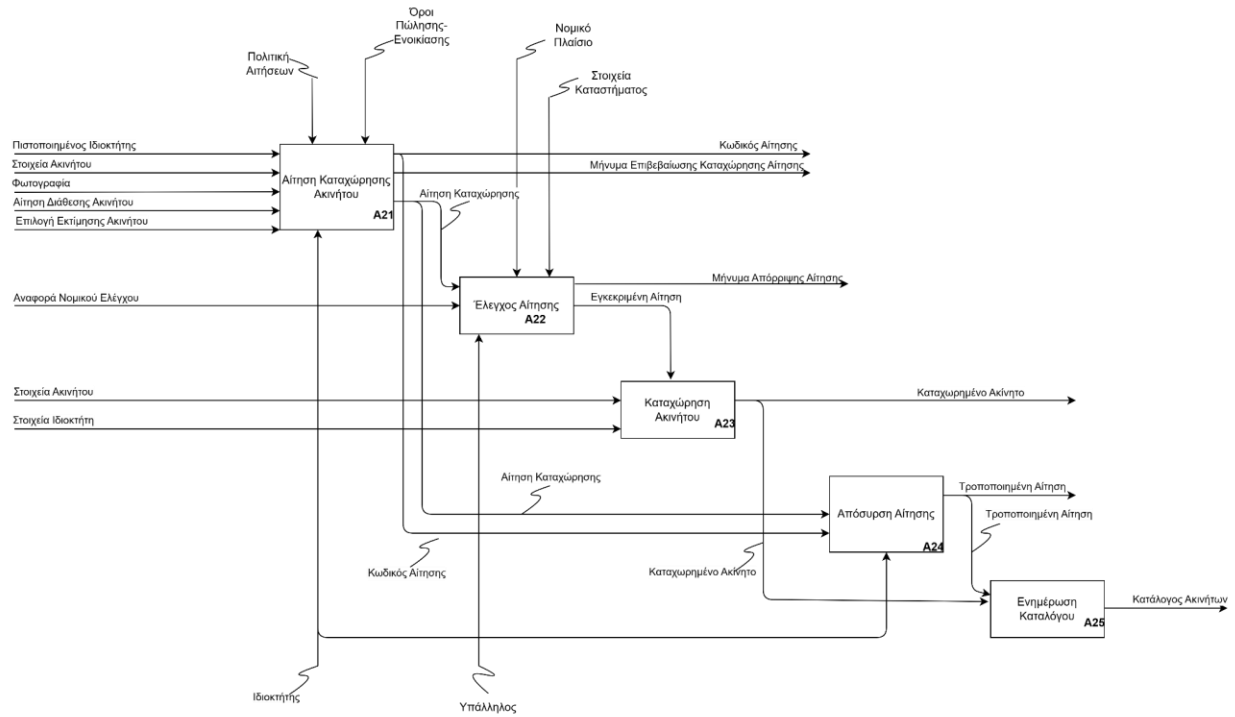 Όροι
Πώλησης-
Ενοικίασης
Νομικό
Πλαίσιο
Πολιτική
Αιτήσεων
Στοιχεία
Καταστήματος
Πιστοποιημένος Ιδιοκτήτης
Στοιχεία Ακινήτου
Φωτογραφία
Αίτηση Διάθεσης Ακινήτου
Επιλογή Εκτίμησης Ακινήτου
Αίτηση Καταχώρησης
Ακινήτου
A21
Κωδικός Αίτησης
Μήνυμα Επιβεβαίωσης Καταχώρησης Αίτησης
Αίτηση Καταχώρησης
Αναφορά Νομικού Ελέγχου
Έλεγχος Αίτησης
A22
Μήνυμα Απόρριψης Αίτησης
Εγκεκριμένη Αίτηση
Στοιχεία Ακινήτου
Στοιχεία Ιδιοκτήτη
Καταχώρηση
Ακινήτου
A23
Καταχωρημένο Ακίνητο
Αίτηση Καταχώρησης
Κωδικός Αίτησης
Καταχωρημένο Ακίνητο
Απόσυρση Αίτησης
A24
Τροποποιημένη Αίτηση
Τροποποιημένη Αίτηση
Ενημέρωση
Καταλόγου
A25
Κατάλογος Ακινήτων
Ιδιοκτήτης
Υπάλληλος